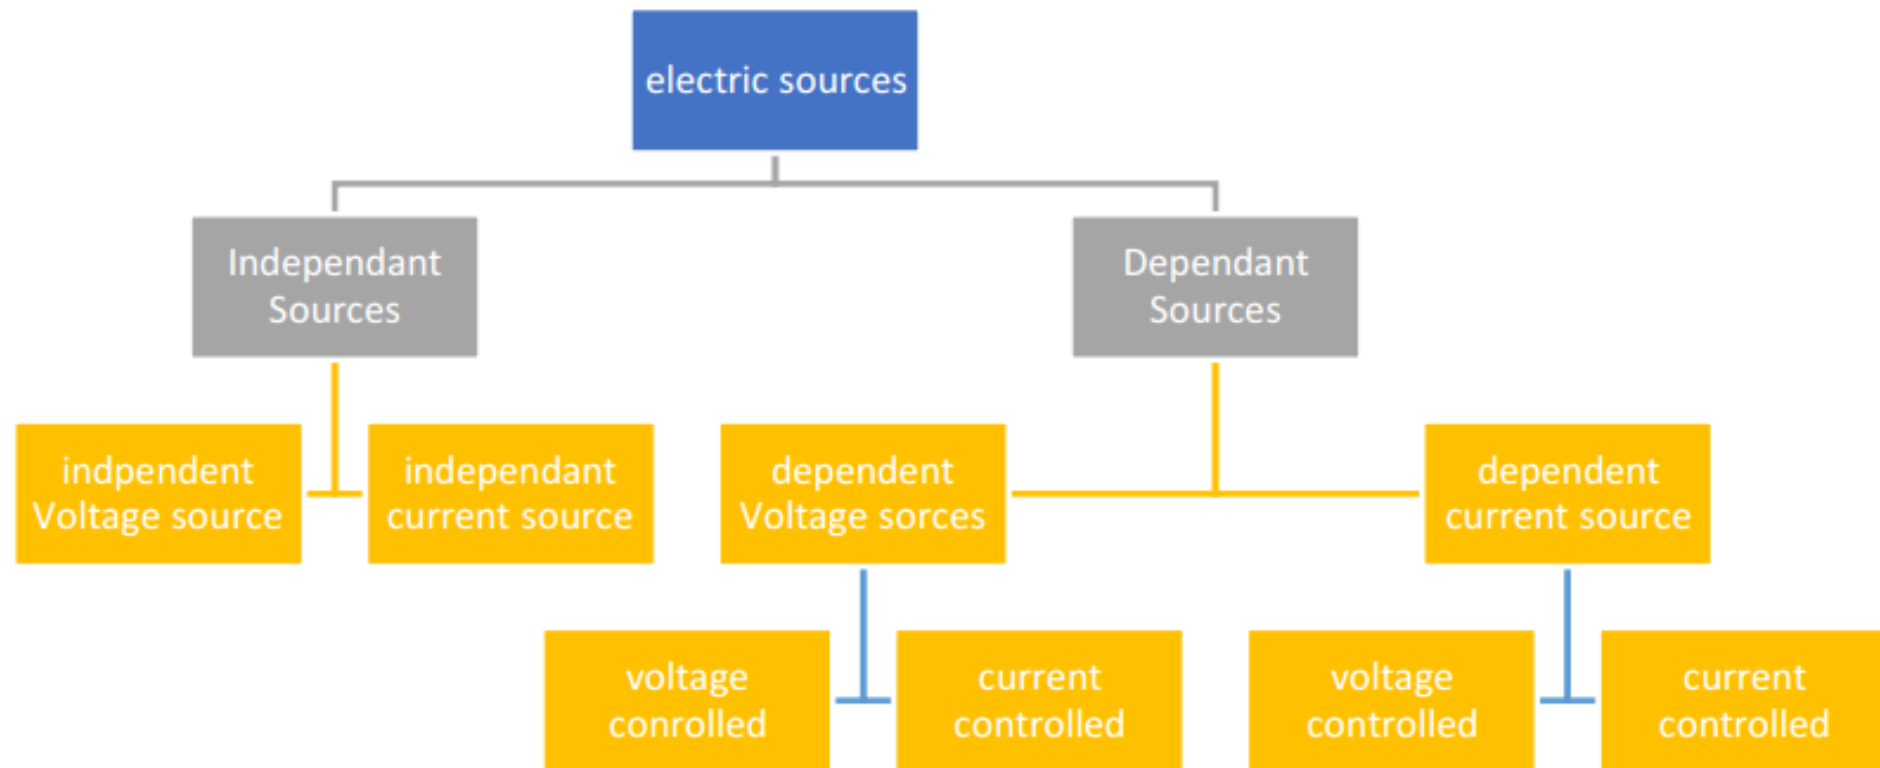 electric sources
Independant
Sources
Dependant
Sources
indpendent
Voltage source
independant
current source
dependent
Voltage sorces
dependent
current source
voltage
conrolled
current
controlled
voltage
controlled
current
controlled